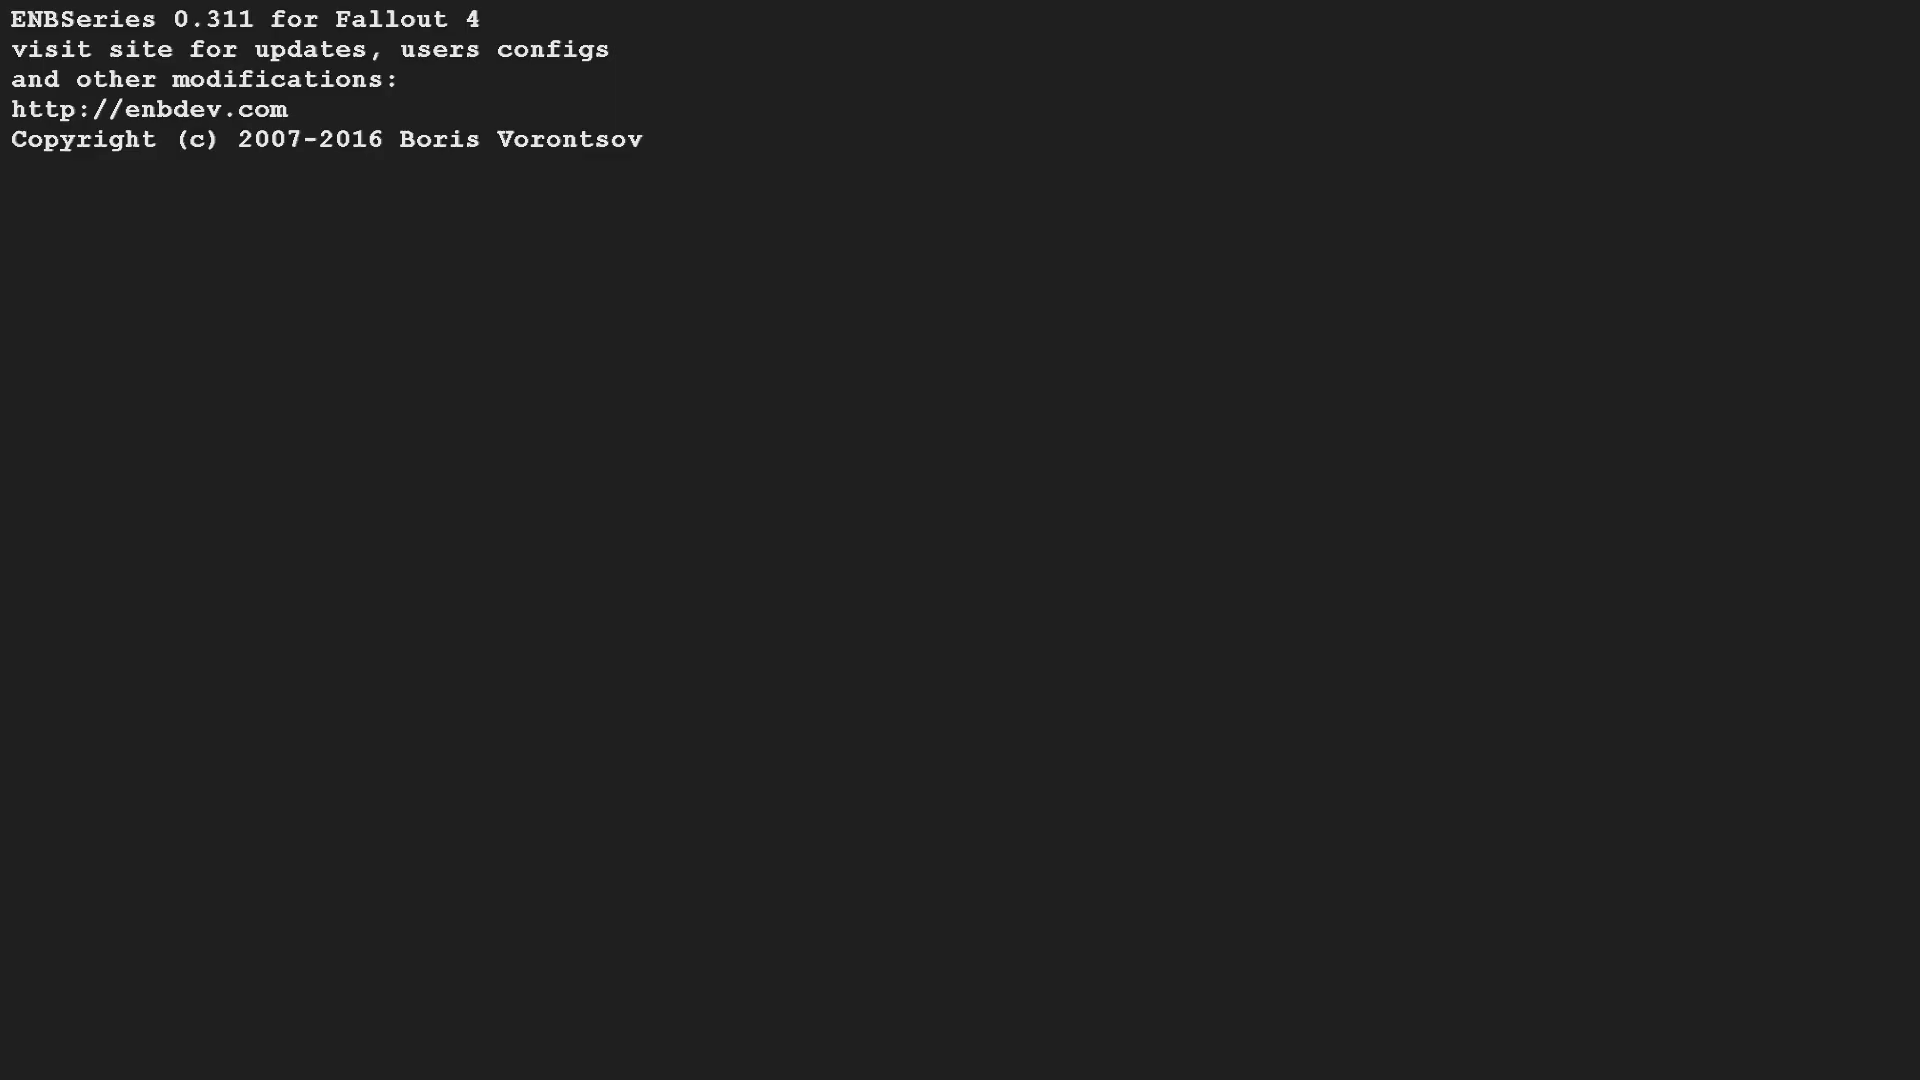 ENBSeries 0.311 for Fallout 4
visit site for updates, users configs
and other modifications:
http://enbdev.com
Copyright (c) 2007-2016 Boris Vorontsov